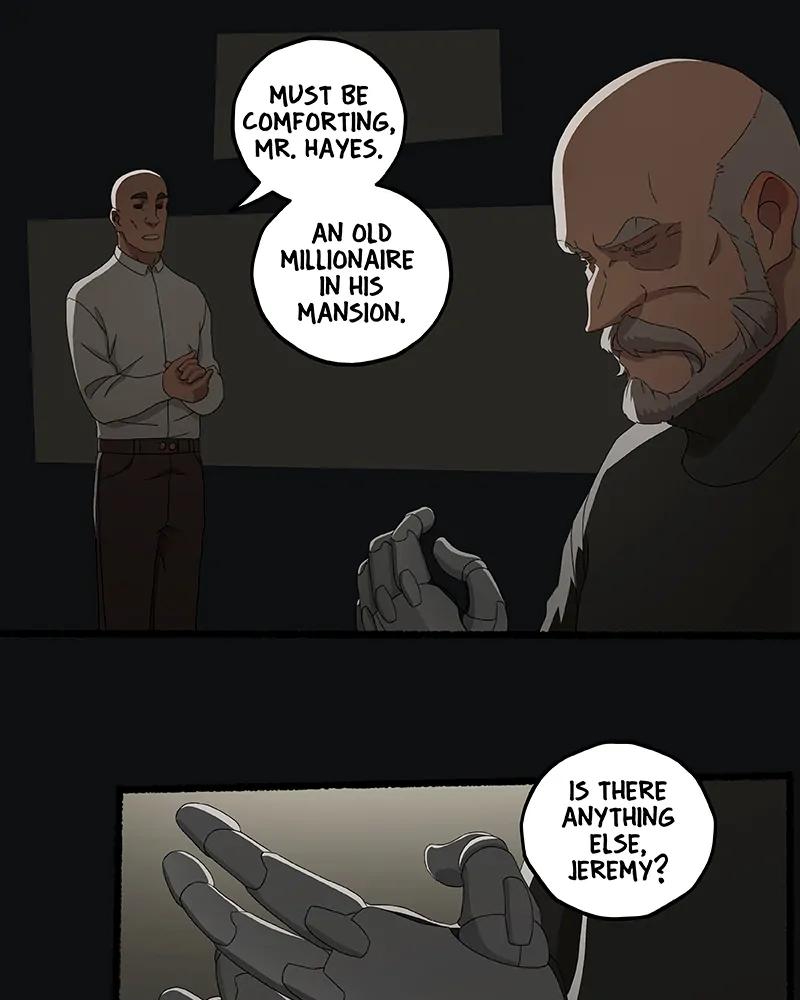 MUST BE
COMFORTING,
MR. HAYES.
AN OLD
MILLIONAIRE
IN HIS
MANSION.
IS THERE
ANYTHING
ELSE,
JEREMY?